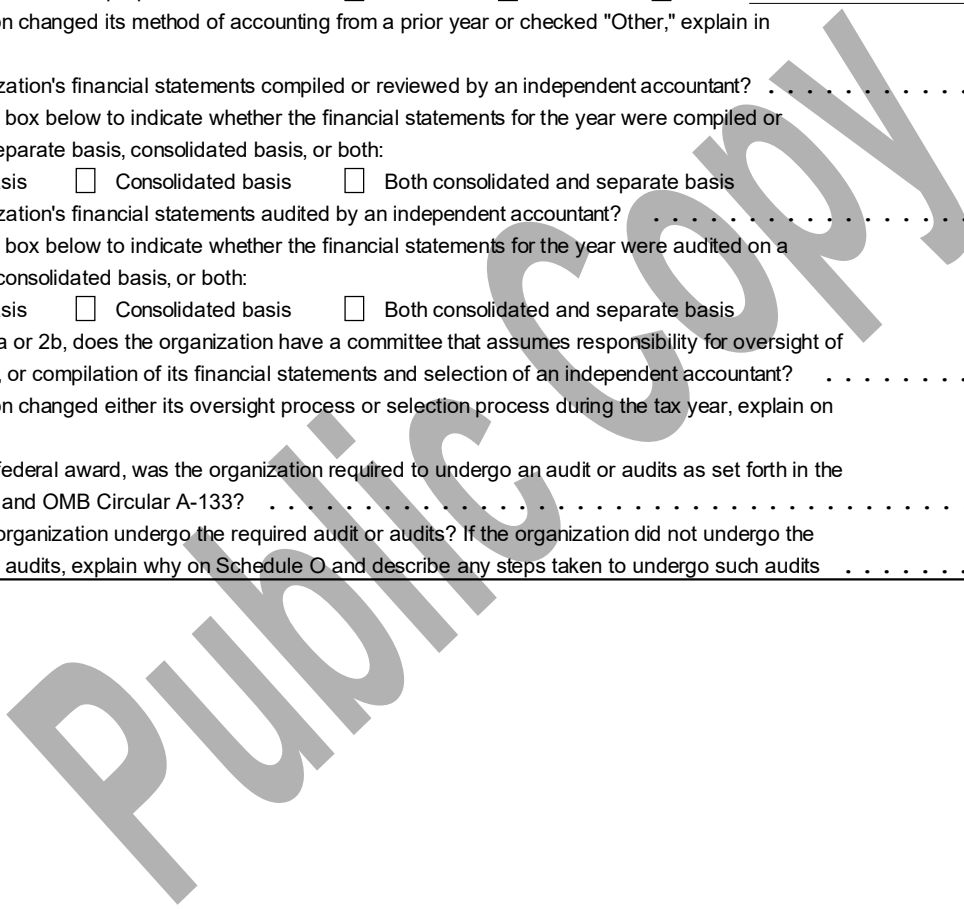 on changed its method of accounting from a prior year or checked "Other," explain in
zation's financial statements compiled or reviewed by an independent accountant? . . . . . . . . . . .
box below to indicate whether the financial statements for the year were compiled or
eparate basis, consolidated basis, or both:
sis Consolidated basis Both consolidated and separate basis
zation's financial statements audited by an independent accountant? . . . . . . . . . . . . . . . . .
box below to indicate whether the financial statements for the year were audited on a
consolidated basis, or both:
sis Consolidated basis Both consolidated and separate basis
a or 2b, does the organization have a committee that assumes responsibility for oversight of
, or compilation of its financial statements and selection of an independent accountant? . . . . . . . .
on changed either its oversight process or selection process during the tax year, explain on
federal award, was the organization required to undergo an audit or audits as set forth in the
and OMB Circular A-133? . . . . . . . . . . . . . . . . . . . . . . . . . . . . . . . . . . . .
organization undergo the required audit or audits? If the organization did not undergo the
audits, explain why on Schedule O and describe any steps taken to undergo such audits . . . . . . .
Public Copy